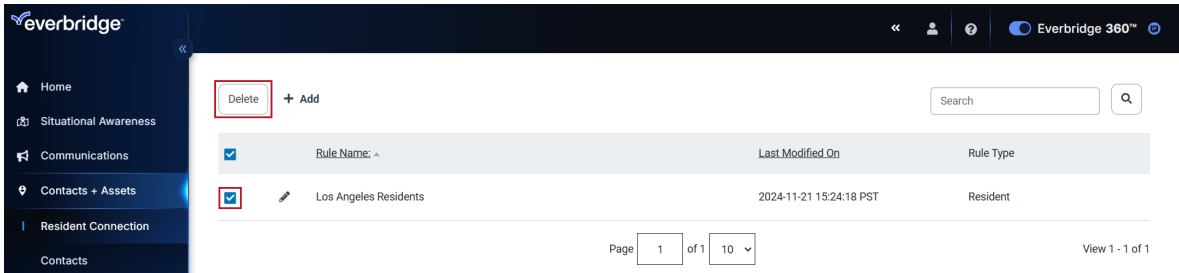 everbridge™
Everbridge 360™
Home
Situational Awareness
Communications
Contacts + Assets
Resident Connection
Contacts
Delete
+ Add
Search
Rule Name:
Last Modified On
Rule Type
Los Angeles Residents
2024-11-21 15:24:18 PST
Resident
Page 1 of 1 10
View 1 - 1 of 1